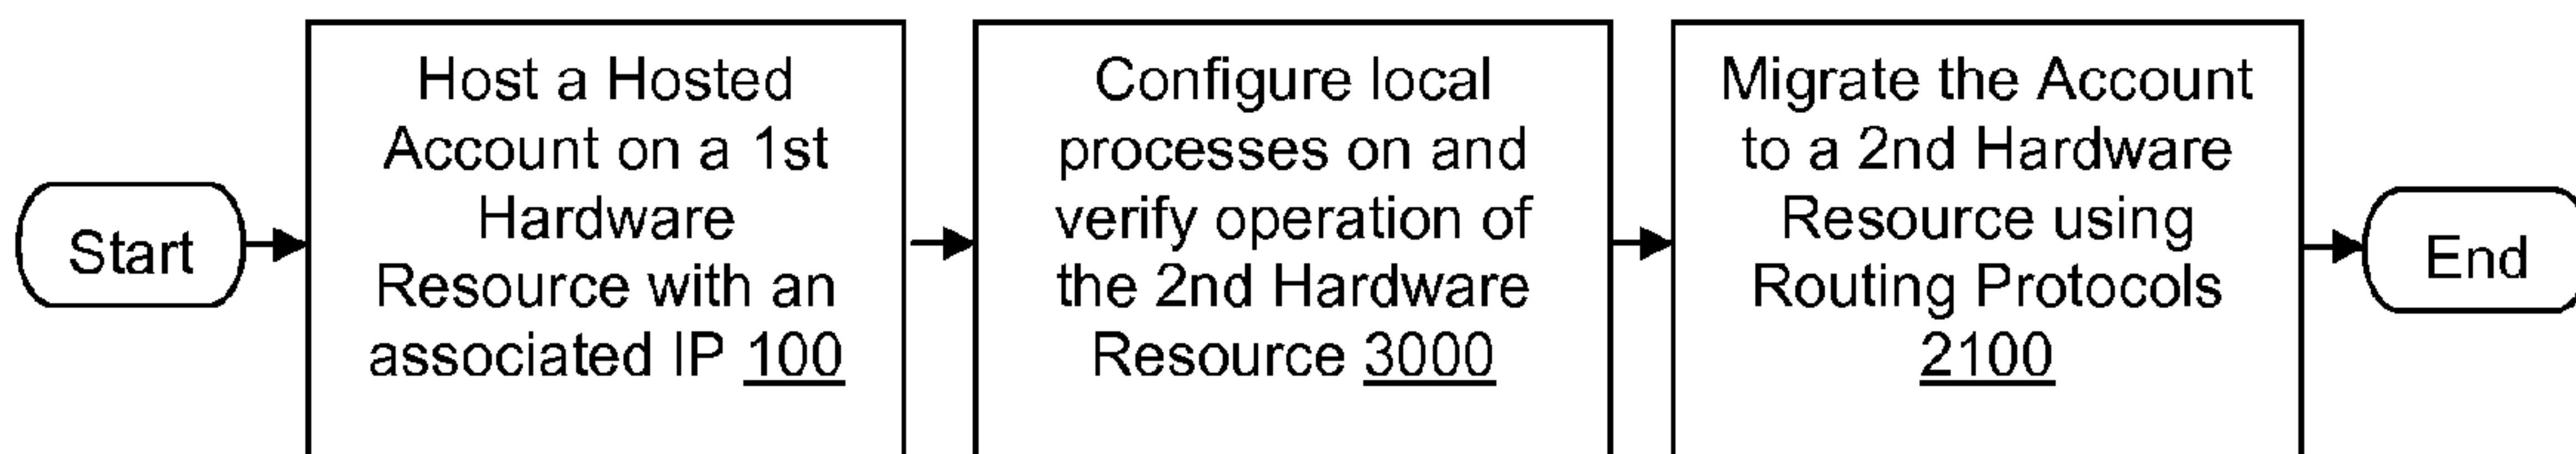 Start
Host a Hosted
Account on a 1st
Hardware
Resource with an
associated IP 100
Configure local
processes on and
verify operation of
the 2nd Hardware
Resource 3000
Migrate the Account
to a 2nd Hardware
Resource using
Routing Protocols
2100
End